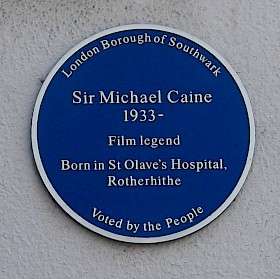 London Borough of Southwark
Sir Michael Caine
1933-
Film legend
Born in St Olave's Hospital,
Rotherhithe
Voted by the People